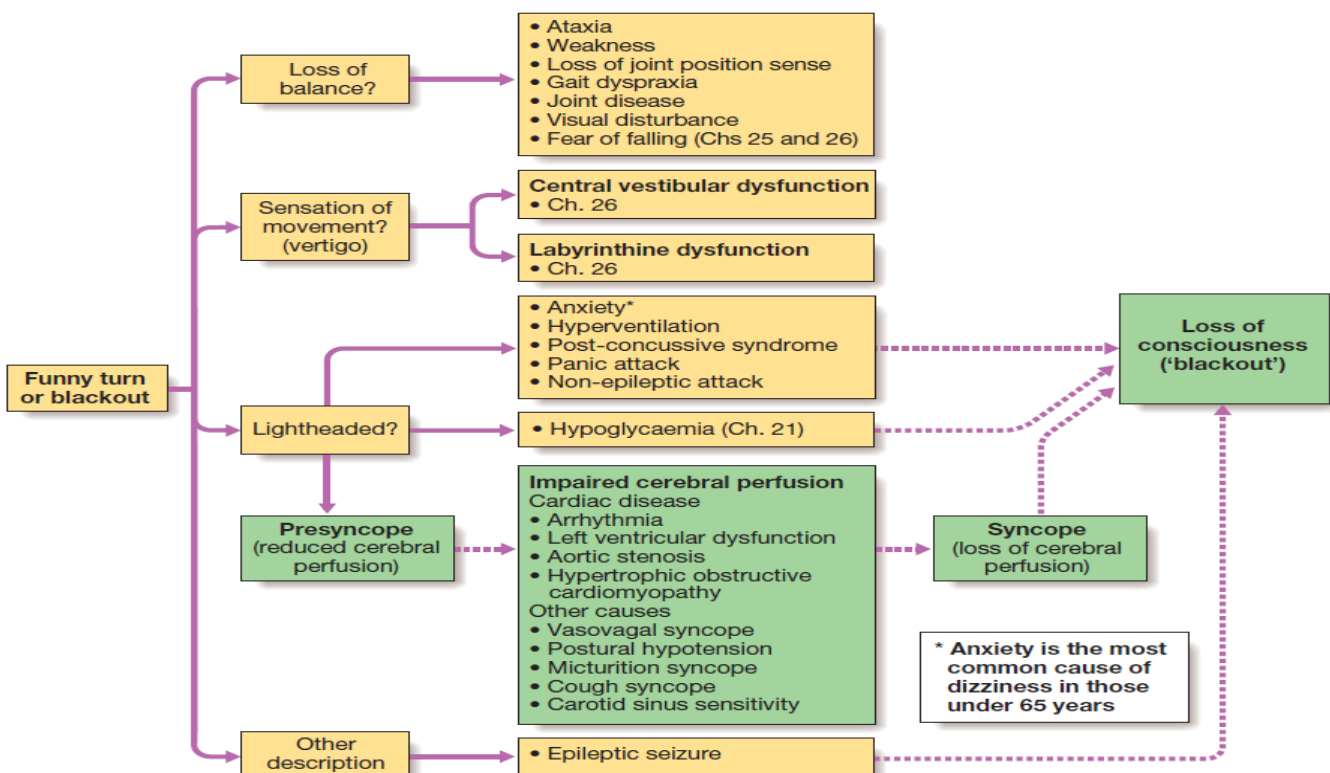 Funny turn
or blackout
Loss of
balance?
• Ataxia
• Weakness
• Loss of joint position sense
• Gait dyspraxia
• Joint disease
• Visual disturbance
• Fear of falling (Chs 25 and 26)
Sensation of
movement?
(vertigo)
Central vestibular dysfunction
• Ch. 26
Labyrinthine dysfunction
• Ch. 26
Lightheaded?
• Anxiety*
• Hyperventilation
• Post-concussive syndrome
• Panic attack
• Non-epileptic attack
• Hypoglycaemia (Ch. 21)
Presyncope
(reduced cerebral
perfusion)
Impaired cerebral perfusion
Cardiac disease
• Arrhythmia
• Left ventricular dysfunction
• Aortic stenosis
• Hypertrophic obstructive
cardiomyopathy
Other causes
• Vasovagal syncope
• Postural hypotension
• Micturition syncope
• Cough syncope
• Carotid sinus sensitivity
Syncope
(loss of cerebral
perfusion)
Loss of
consciousness
(‘blackout’)
Other
description
• Epileptic seizure
* Anxiety is the most
common cause of
dizziness in those
under 65 years